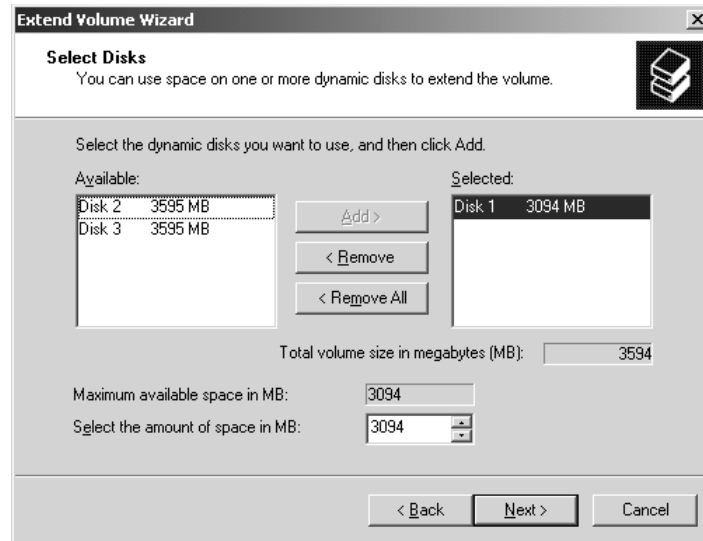 Extend Volume Wizard
Select Disks
You can use space on one or more dynamic disks to extend the volume.
Select the dynamic disks you want to use, and then click Add.
Available:
Selected:
Disk 2 3595 MB
Disk 3 3595 MB
Add >
< Remove
< Remove All
Disk 1 3094 MB
Total volume size in megabytes (MB): 3594
Maximum available space in MB: 3094
Select the amount of space in MB: 3094
< Back Next > Cancel